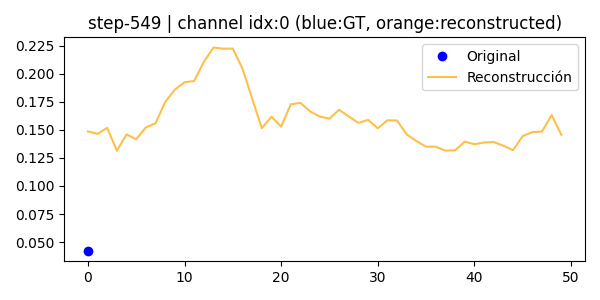 step-549 | channel idx:0 (blue:GT, orange:reconstructed)
Original
Reconstrucción
0.225
0.200
0.175
0.150
0.125
0.100
0.075
0.050
0 10 20 30 40 50